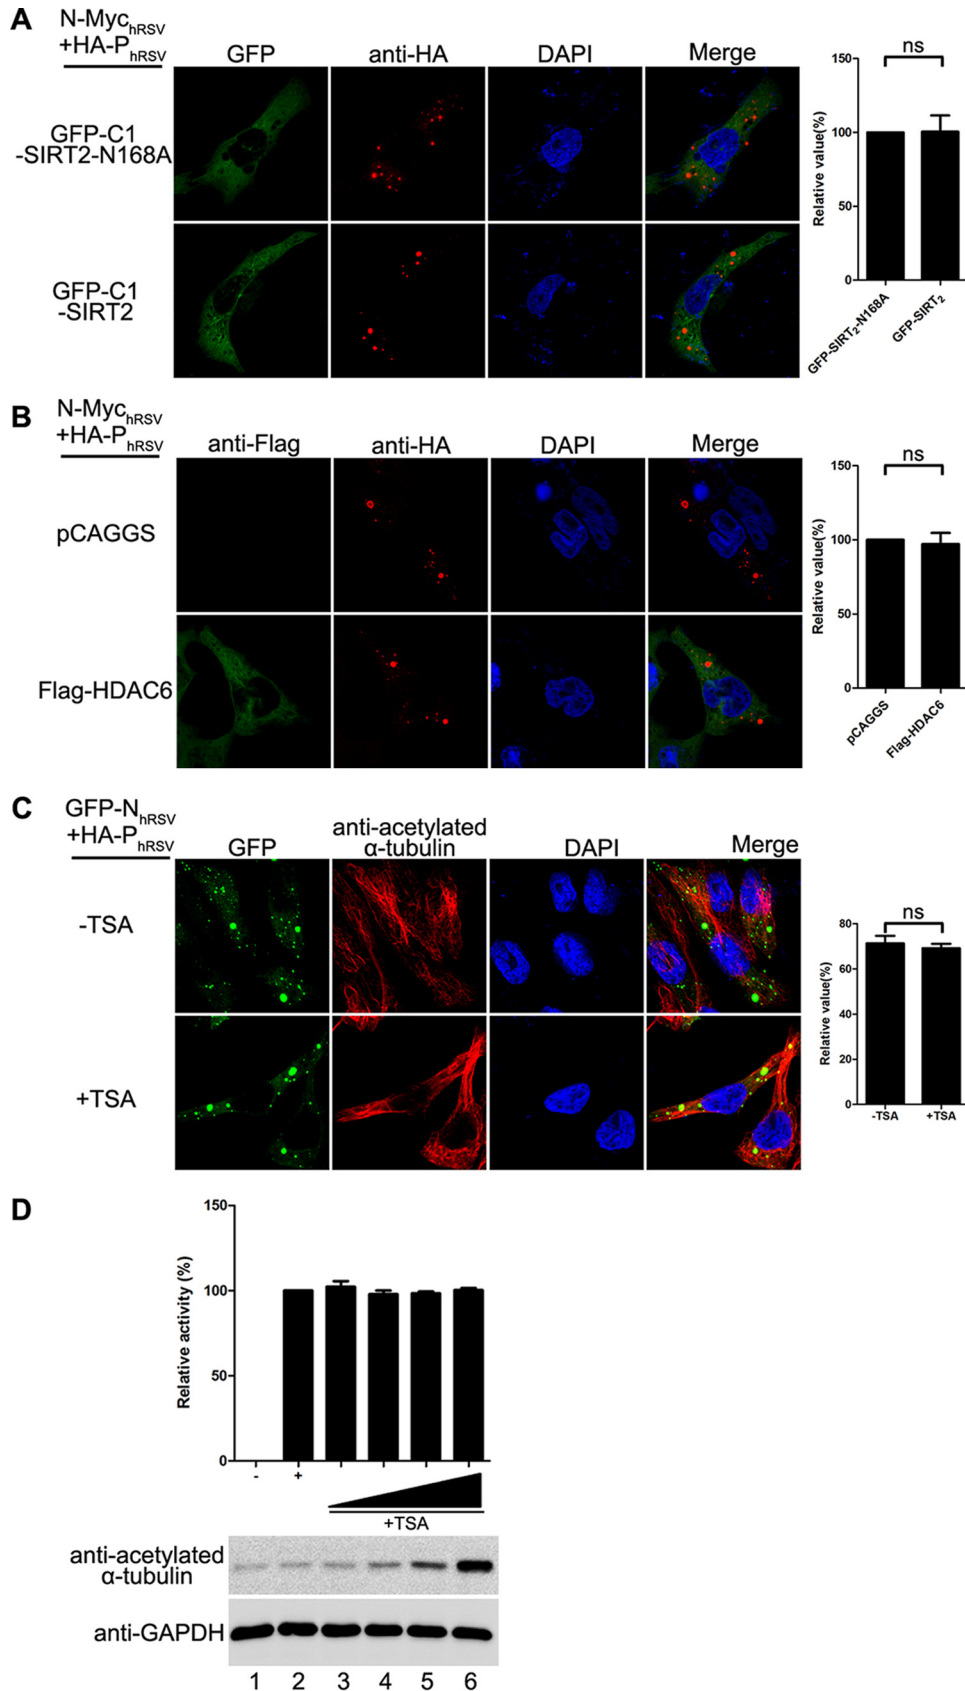 A
N-MychRSV
+HA-PhRSV
GFP
anti-HA
DAPI
Merge
GFP-C1
-SIRT2-N168A
GFP-C1
-SIRT2
ns
150
100
50
0
Relative value(%)
GFP-SIRT2-N168A
GFP-SIRT2
B
N-MychRSV
+HA-PhRSV
anti-Flag
anti-HA
DAPI
Merge
pCAGGS
Flag-HDAC6
ns
150
100
50
0
Relative value(%)
pCAGGS
Flag-HDAC6
C
GFP-NhRSV
+HA-PhRSV
GFP
anti-acetylated
α-tubulin
DAPI
Merge
-TSA
+TSA
ns
80
60
40
20
0
Relative value(%)
-TSA
+TSA
D
150
100
50
0
Relative activity (%)
-
+
+TSA
anti-acetylated
α-tubulin
anti-GAPDH
1 2 3 4 5 6